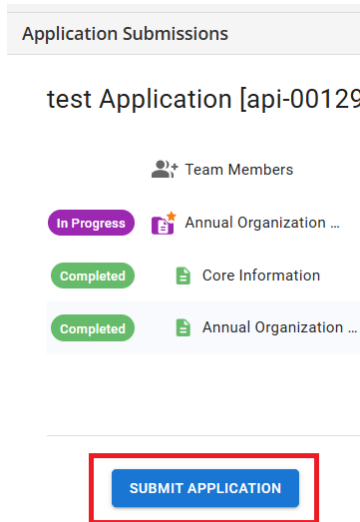 Application Submissions
test Application [api-00129
Team Members
In Progress Annual Organization ...
Completed Core Information
Completed Annual Organization ...
SUBMIT APPLICATION